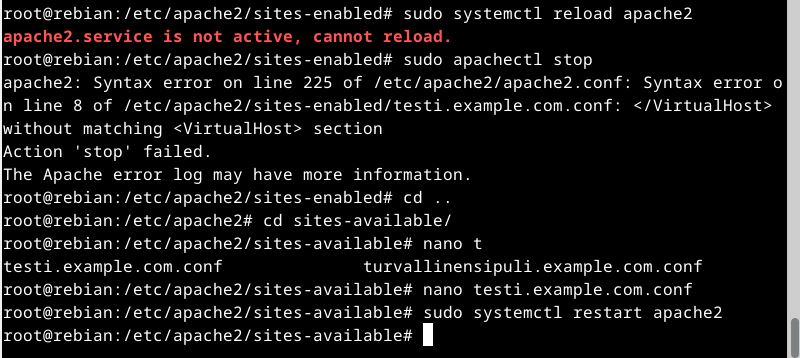 root@rebian:/etc/apache2/sites-enabled# sudo systemctl reload apache2
apache2.service is not active, cannot reload.
root@rebian:/etc/apache2/sites-enabled# sudo apachectl stop
apache2: Syntax error on line 225 of /etc/apache2/apache2.conf: Syntax error o
n line 8 of /etc/apache2/sites-enabled/testi.example.com.conf: </VirtualHost>
without matching <VirtualHost> section
Action 'stop' failed.
The Apache error log may have more information.
root@rebian:/etc/apache2/sites-enabled# cd ..
root@rebian:/etc/apache2# cd sites-available/
root@rebian:/etc/apache2/sites-available# nano t
testi.example.com.conf turvallinensipuli.example.com.conf
root@rebian:/etc/apache2/sites-available# nano testi.example.com.conf
root@rebian:/etc/apache2/sites-available# sudo systemctl restart apache2
root@rebian:/etc/apache2/sites-available#